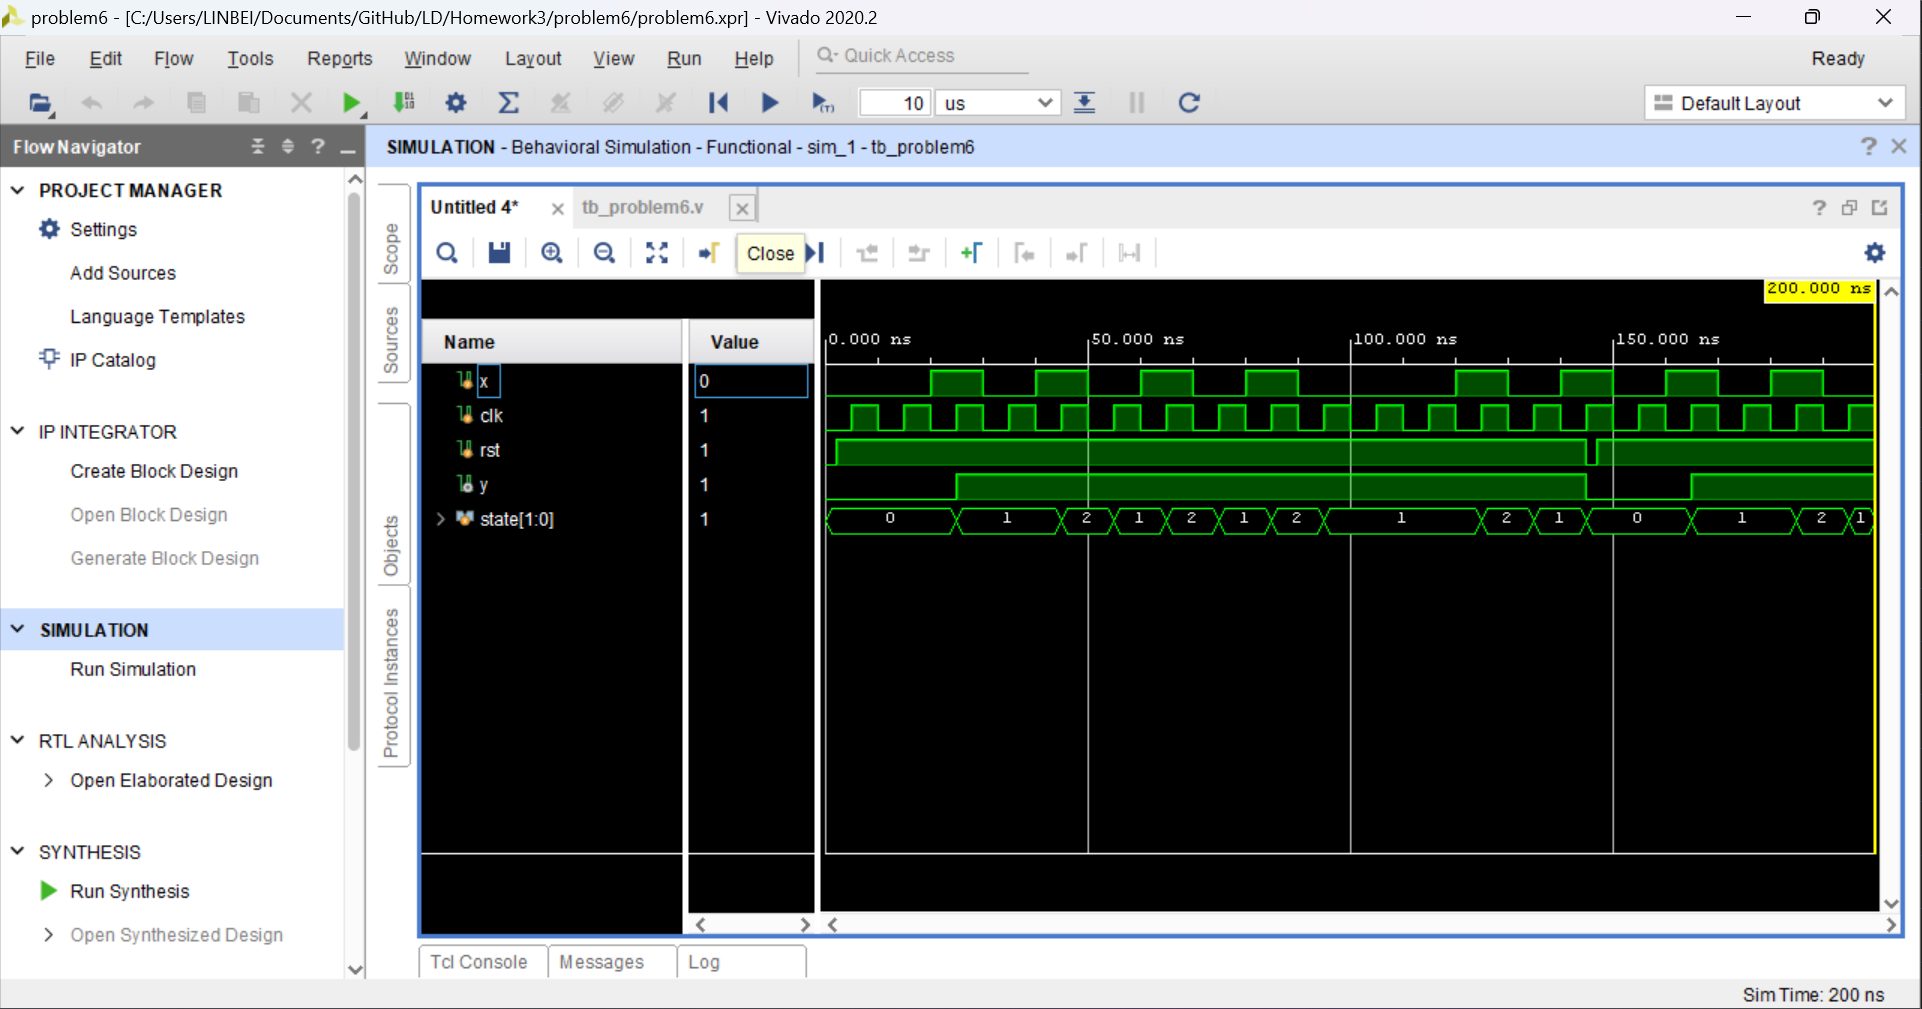 problem6 - [C:/Users/LINBEI/Documents/GitHub/LD/Homework3/problem6/problem6.xpr] - Vivado 2020.2
File Edit Flow Tools Reports Window Layout View Run Help Quick Access Ready
10 us Default Layout
Flow Navigator
SIMULATION - Behavioral Simulation - Functional - sim_1 - tb_problem6
PROJECT MANAGER
Settings
Add Sources
Language Templates
IP Catalog
IP INTEGRATOR
Create Block Design
Open Block Design
Generate Block Design
SIMULATION
Run Simulation
RTL ANALYSIS
Open Elaborated Design
SYNTHESIS
Run Synthesis
Open Synthesized Design
Scope
Sources
Objects
Protocol Instances
Untitled 4* tb_problem6.v
Close
200.000 ns
Name Value 0.000 ns 50.000 ns 100.000 ns 150.000 ns
x 0
clk 1
rst 1
y 1
state[1:0] 1 0 1 2 1 2 1 2 1 2 1 0 1 2 1
Tcl Console Messages Log
Sim Time: 200 ns